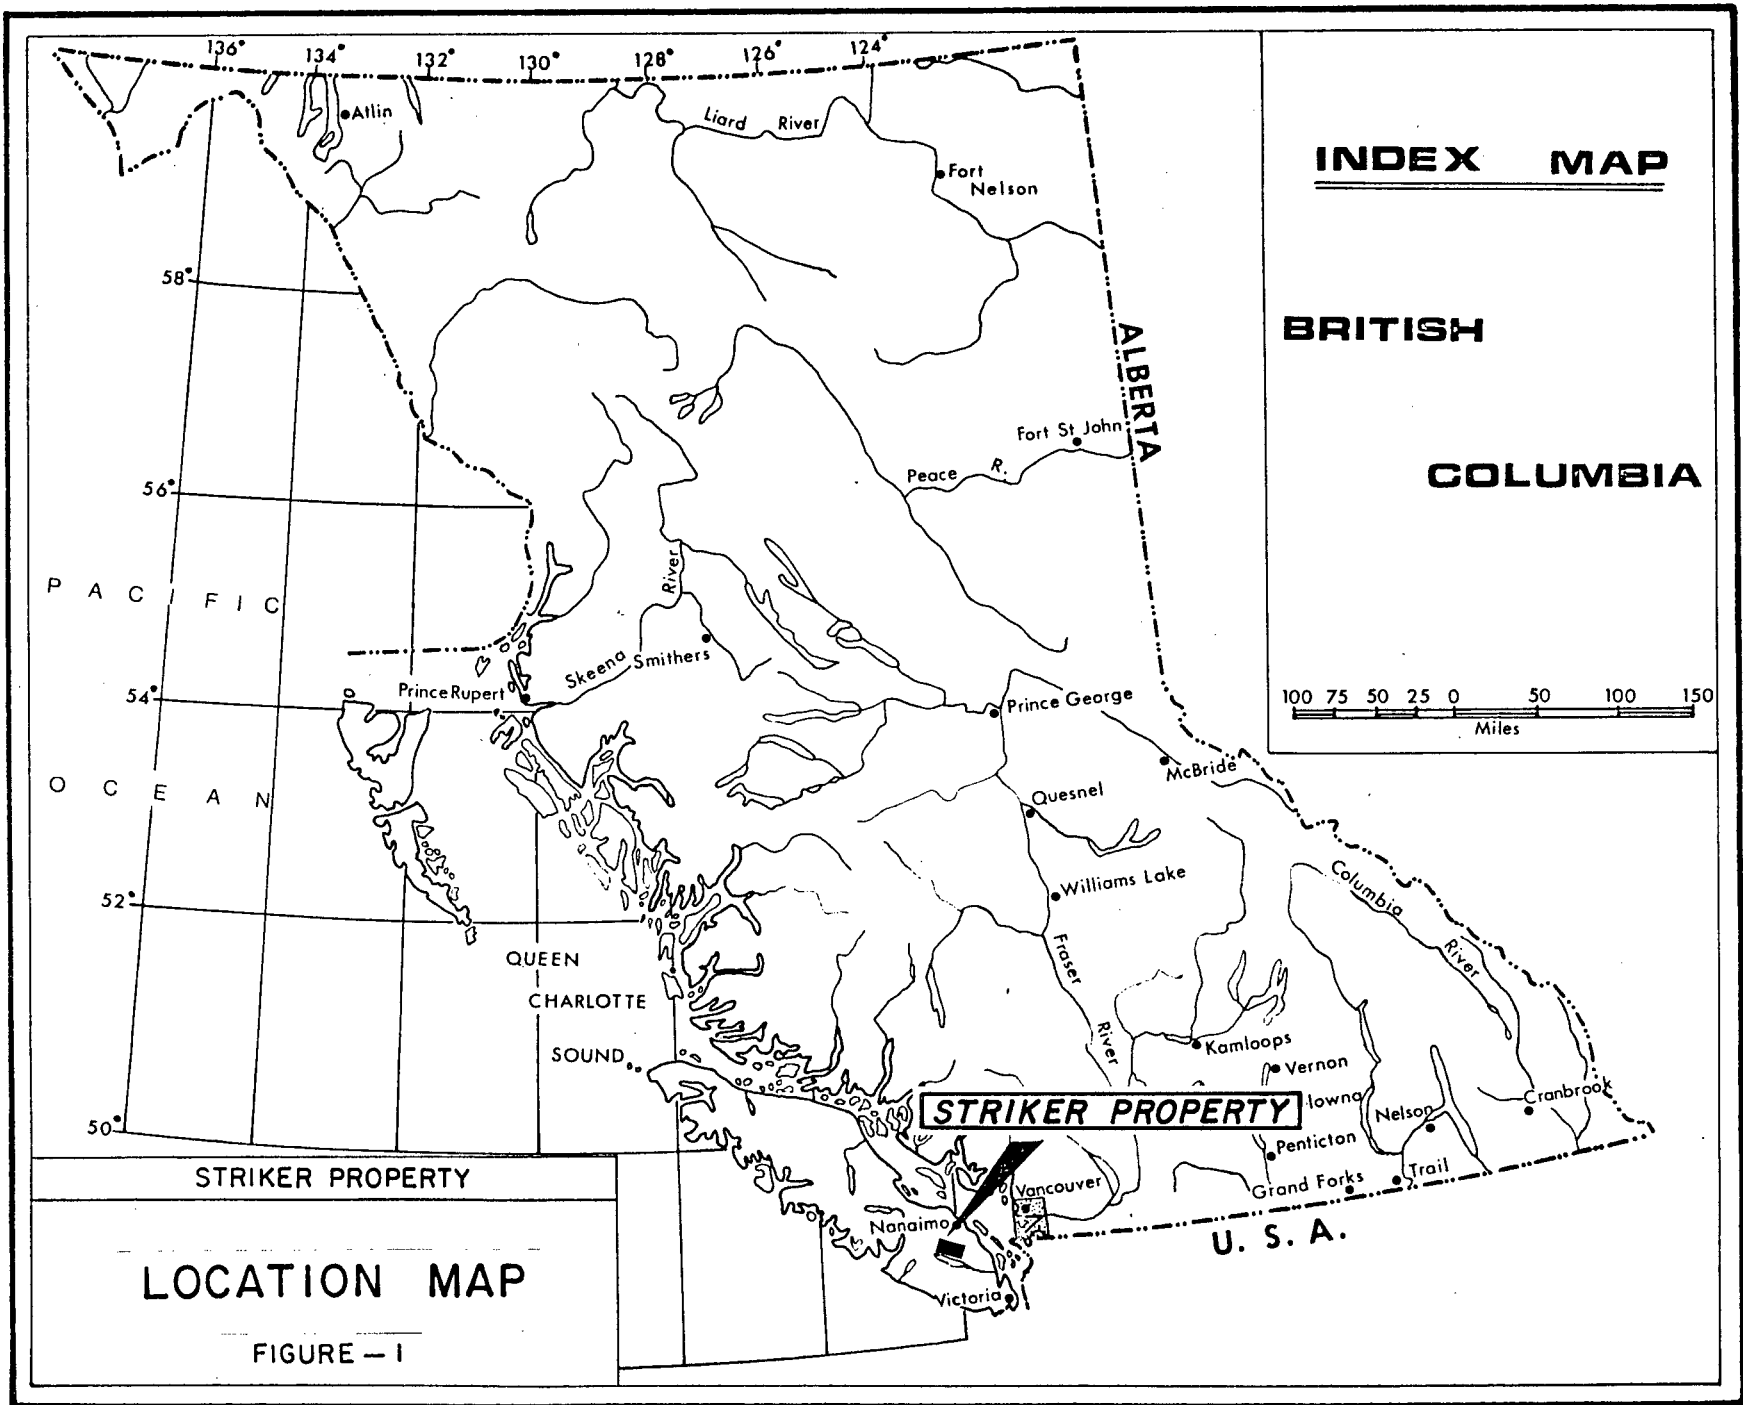 136° 134° 132° 130° 128° 126° 124°
Atlin
Liard River
Fort
Nelson
INDEX MAP
BRITISH
COLUMBIA
58°
ALBERTA
Fort St John
Peace R.
56°
PACIFIC
OCEAN
River
Skeena
Smithers
Prince Rupert
54°
Prince George
100 75 50 25 0 50 100 150
Miles
McBride
Quesnel
Williams Lake
Columbia
River
52°
QUEEN
CHARLOTTE
SOUND
Fraser
River
Kamloops
Vernon
lowna
Nelson
Cranbrook
STRIKER PROPERTY
50°
Penticton
Trail
Grand Forks
Vancouver
Nanaimo
U. S. A.
Victoria
STRIKER PROPERTY
LOCATION MAP
FIGURE — 1